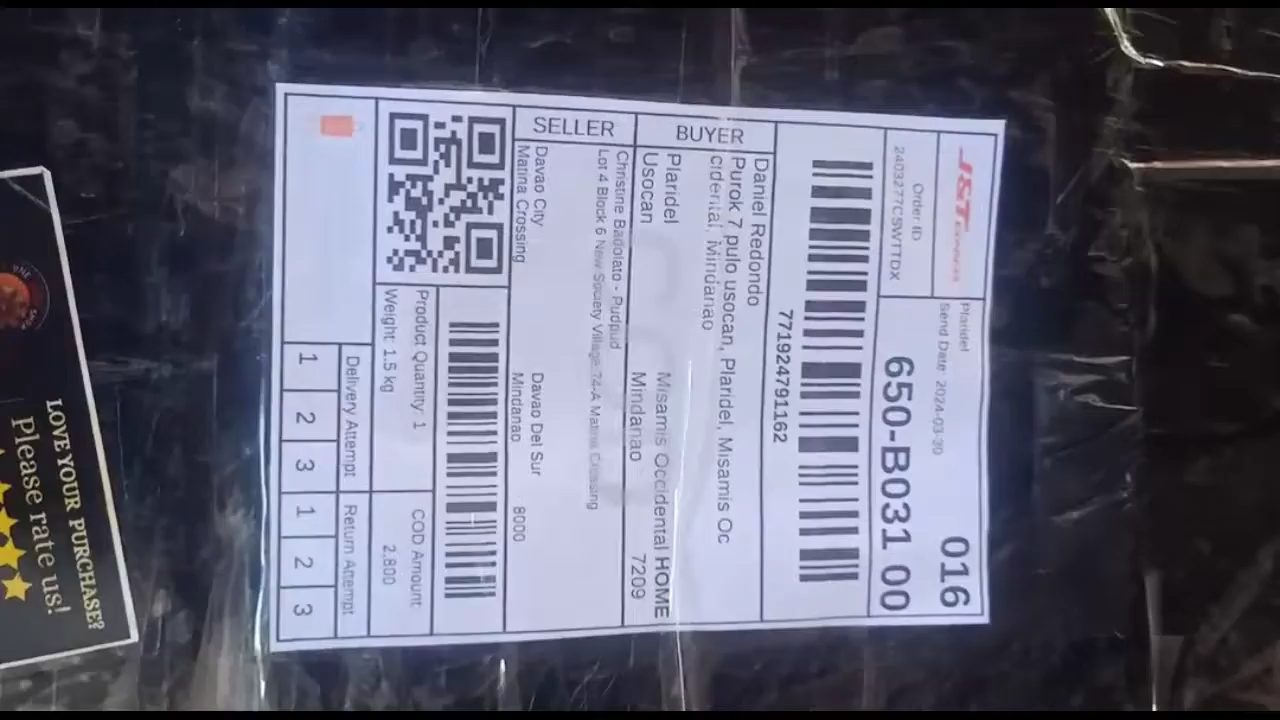 J&T EXPRESS
Plaridel
Send Date: 2024-03-30
016
Order ID
2403277CSWTTDX
650-B031 00
771924791162
BUYER
Daniel Redondo
Purok 7 pulo usocan, Plaridel, Misamis Oc
cidental, Mindanao
Plaridel Misamis Occidental HOME
Usocan Mindanao 7209
SELLER
Christine Badolato - Pudpud
Lot 4 Block 6 New Society Village 74-A Matina Crossing
Davao City Davao Del Sur
Matina Crossing Mindanao 8000
Product Quantity: 1
Weight: 1.5 kg
COD Amount:
2,800
Delivery Attempt Return Attempt
1 2 3 1 2 3
LOVE YOUR PURCHASE?
Please rate us!